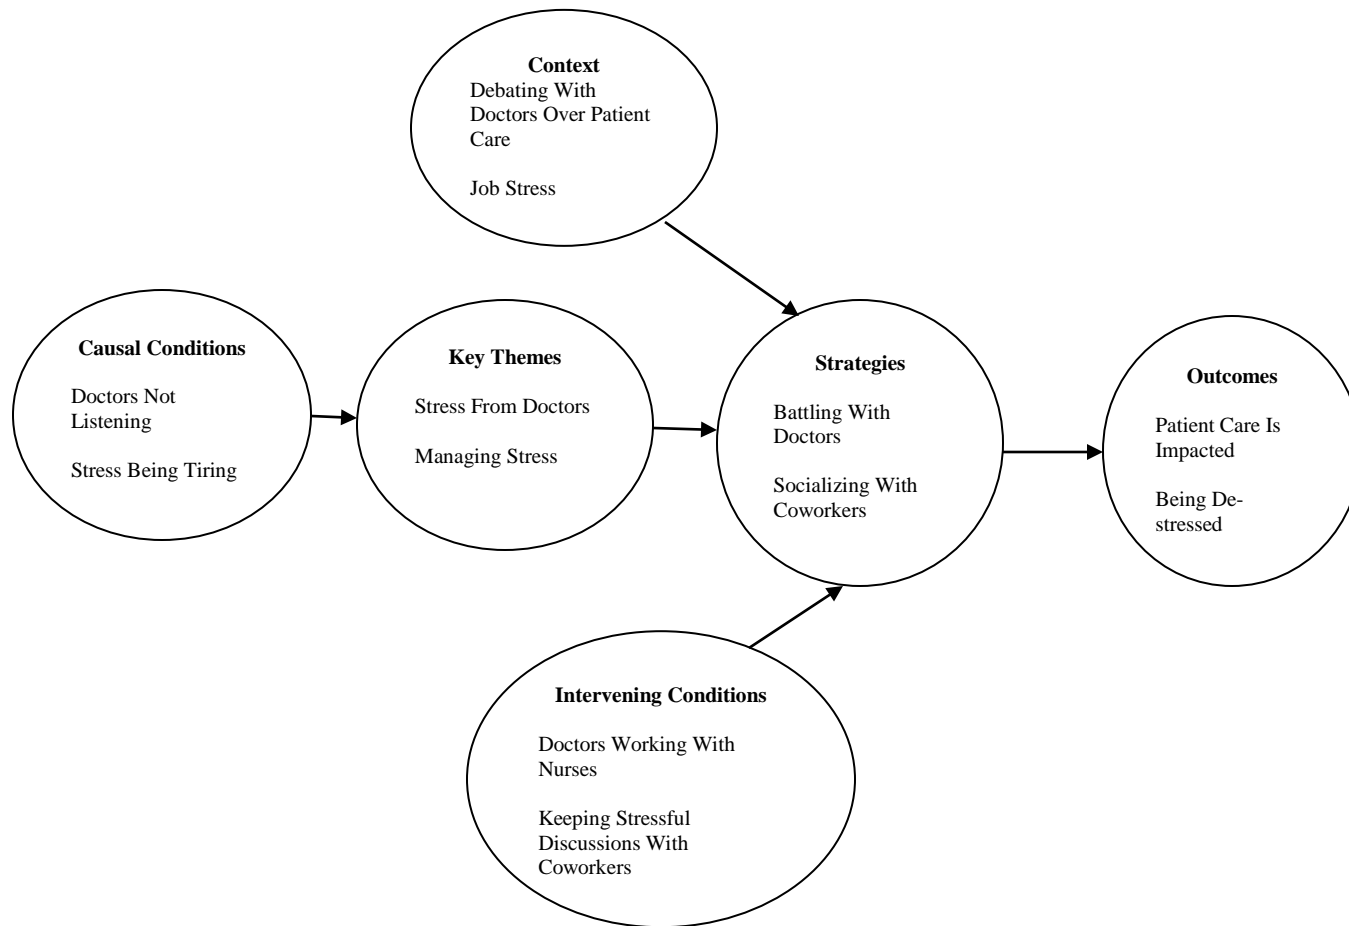 Context
Debating With
Doctors Over Patient
Care
Job Stress
Causal Conditions
Doctors Not
Listening
Stress Being Tiring
Key Themes
Stress From Doctors
Managing Stress
Strategies
Battling With
Doctors
Socializing With
Coworkers
Outcomes
Patient Care Is
Impacted
Being De-
stressed
Intervening Conditions
Doctors Working With
Nurses
Keeping Stressful
Discussions With
Coworkers